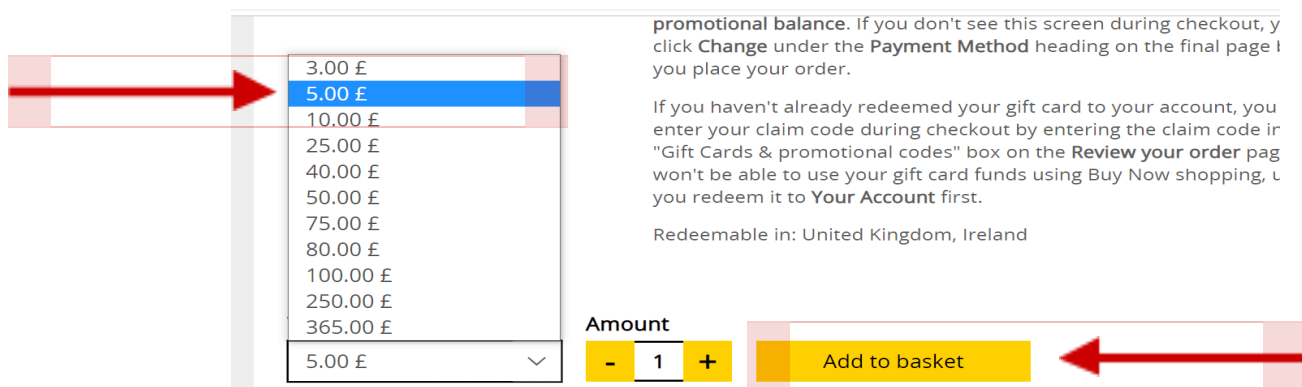 promotional balance. If you don't see this screen during checkout, y
click Change under the Payment Method heading on the final page
you place your order.
If you haven't already redeemed your gift card to your account, you
enter your claim code during checkout by entering the claim code in
"Gift Cards & promotional codes" box on the Review your order pag
won't be able to use your gift card funds using Buy Now shopping,
you redeem it to Your Account first.
Redeemable in: United Kingdom, Ireland
3.00 £
5.00 £
10.00 £
25.00 £
40.00 £
50.00 £
75.00 £
80.00 £
100.00 £
250.00 £
365.00 £
5.00 £
Amount
- 1 +
Add to basket